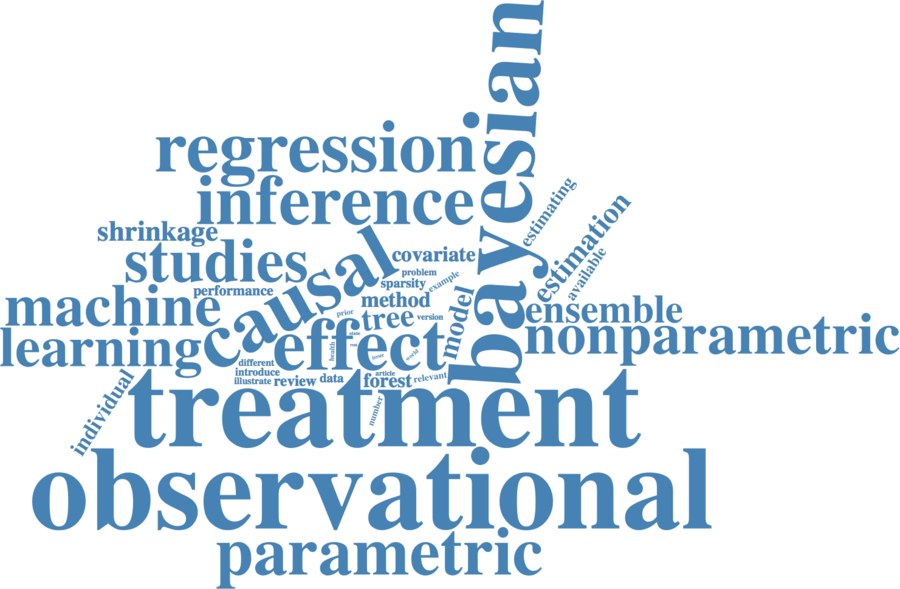 bayesian
regression
inference
estimating
estimation
shrinkage
causal
covariate
studies
available
problem
example
sparsity
performance
machine
method
model
ensemble
prior
tree
version
nonparametric
learning
effect
health
world
different
introduce
article
illustrate
review
data
forest
relevant
individual
treatment
number
observational
parametric